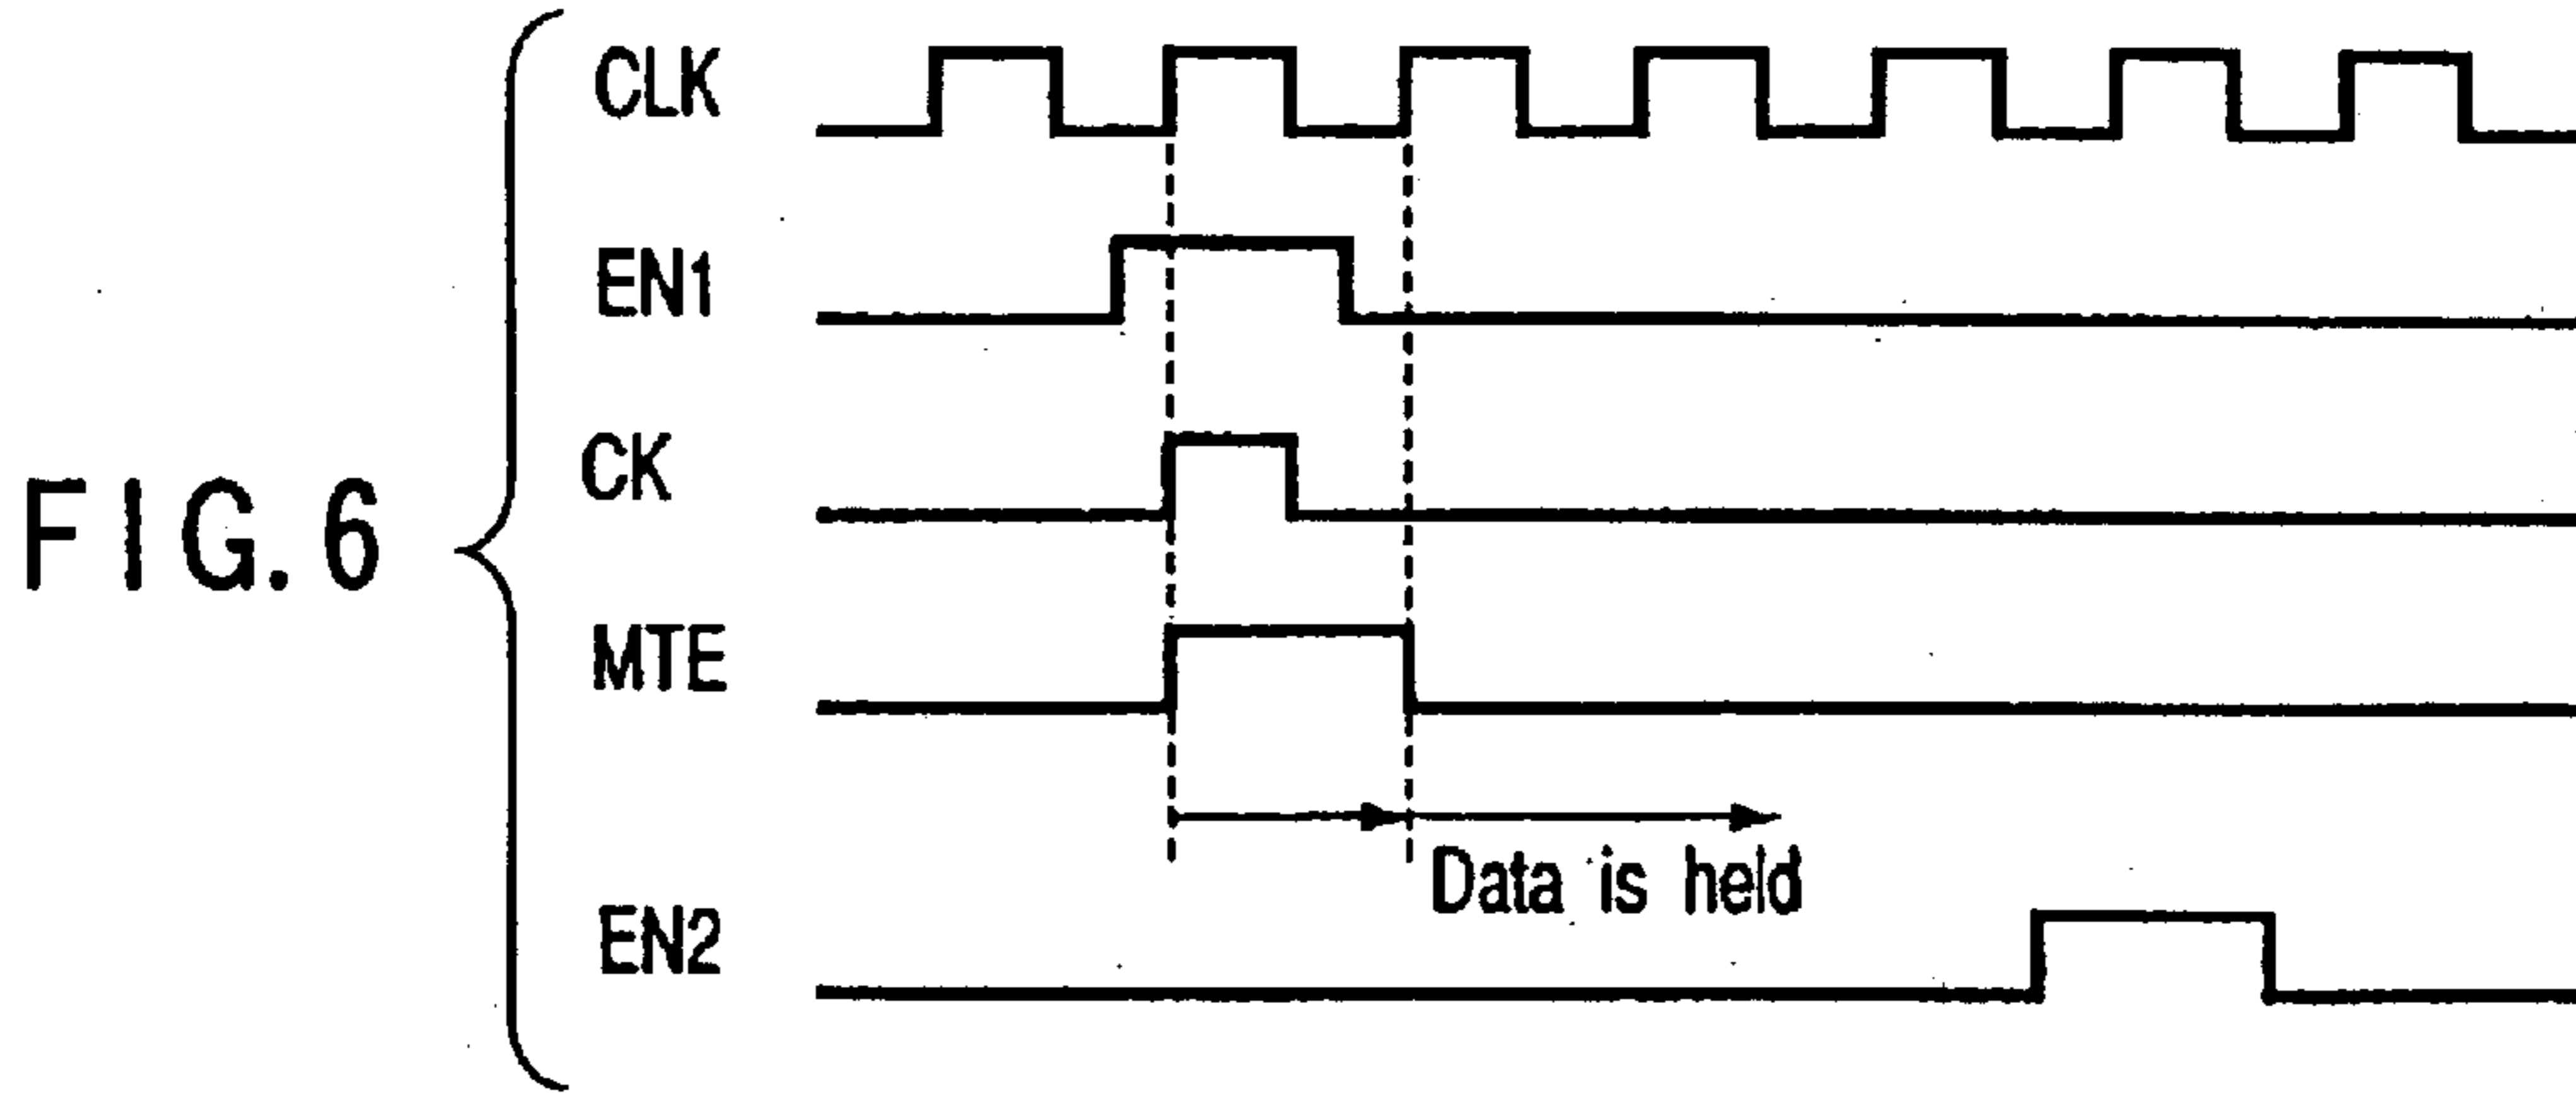 FIG. 6
CLK
EN1
CK
MTE
Data is held
EN2